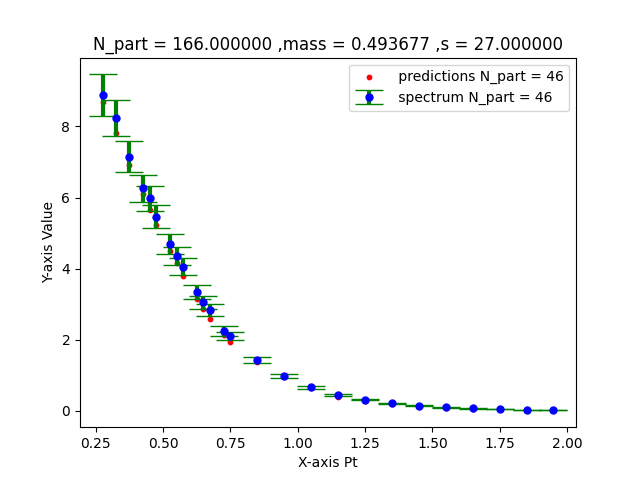 N_part = 166.000000 ,mass = 0.493677 ,s = 27.000000
predictions N_part = 46
spectrum N_part = 46
Y-axis Value
8
6
4
2
0
0.25 0.50 0.75 1.00 1.25 1.50 1.75 2.00
X-axis Pt